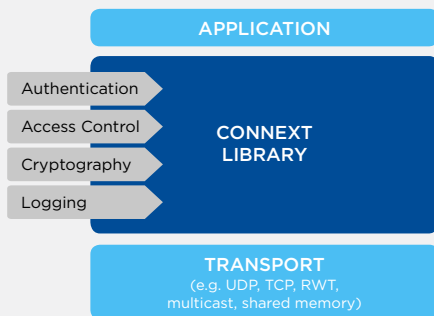 APPLICATION
Authentication
Access Control
Cryptography
Logging
CONNEXT
LIBRARY
TRANSPORT
(e.g. UDP, TCP, RWT,
multicast, shared memory)